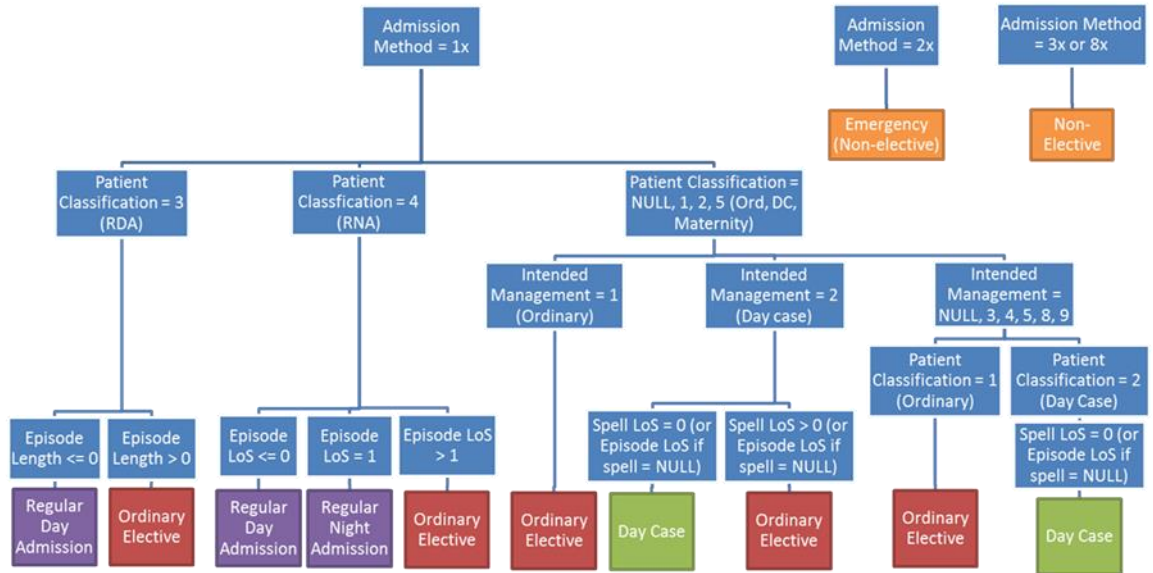 Admission
Method = 1x
Admission
Method = 2x
Admission Method
= 3x or 8x
Emergency
(Non-elective)
Non-
Elective
Patient
Classification = 3
(RDA)
Patient
Classfication = 4
(RNA)
Patient Classification =
NULL, 1, 2, 5 (Ord, DC,
Maternity)
Intended
Management = 1
(Ordinary)
Intended
Management = 2
(Day case)
Intended
Management =
NULL, 3, 4, 5, 8, 9
Patient
Classification = 1
(Ordinary)
Patient
Classification = 2
(Day Case)
Episode
Length <= 0
Episode
Length > 0
Episode
LoS <= 0
Episode
LoS = 1
Episode LoS
> 1
Spell LoS = 0 (or
Episode LoS if
spell = NULL)
Spell LoS > 0 (or
Episode LoS if
spell = NULL)
Spell LoS = 0 (or
Episode LoS if
spell = NULL)
Regular
Day
Admission
Ordinary
Elective
Regular
Day
Admission
Regular
Night
Admission
Ordinary
Elective
Ordinary
Elective
Day Case
Ordinary
Elective
Ordinary
Elective
Day Case